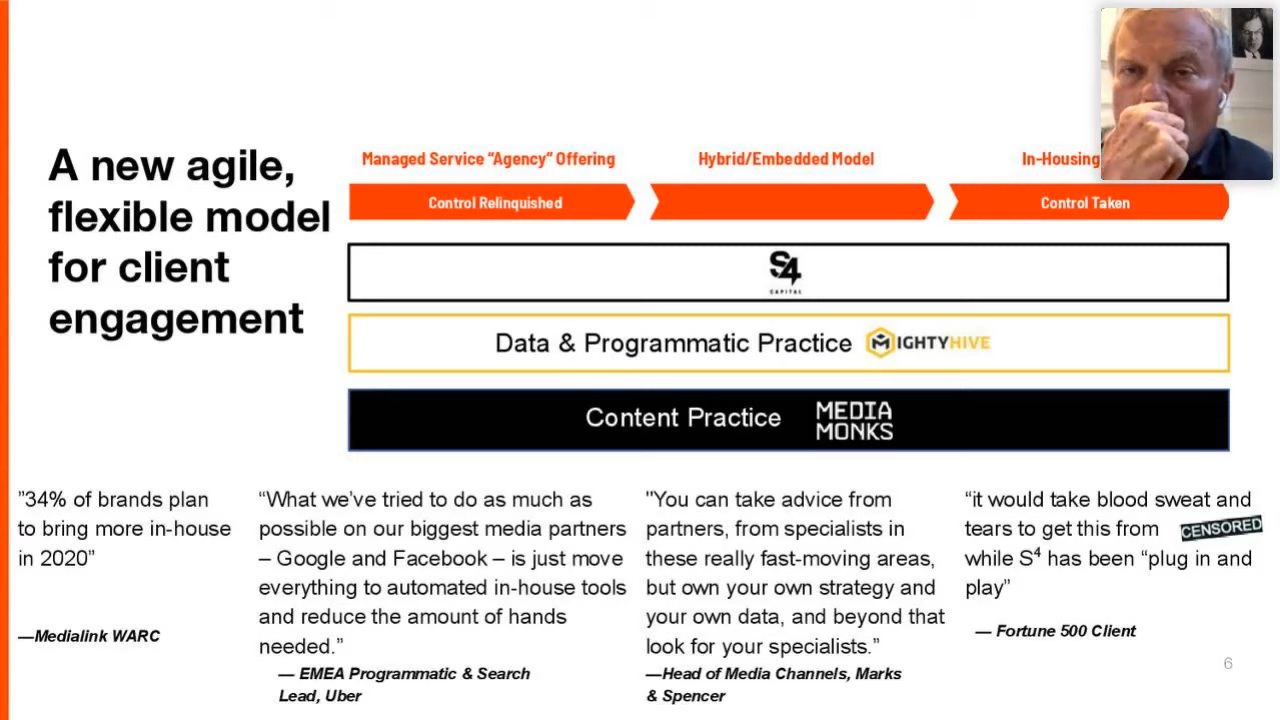 A new agile,
flexible model
for client
engagement
Managed Service “Agency” Offering
Hybrid/Embedded Model
In-Housing
Control Relinquished
Control Taken
S4
CAPITAL
Data & Programmatic Practice MIGHTYHIVE
Content Practice
MEDIA
MONKS
”34% of brands plan
to bring more in-house
in 2020”
—Medialink WARC
“What we’ve tried to do as much as
possible on our biggest media partners
– Google and Facebook – is just move
everything to automated in-house tools
and reduce the amount of hands
needed.”
— EMEA Programmatic & Search
Lead, Uber
"You can take advice from
partners, from specialists in
these really fast-moving areas,
but own your own strategy and
your own data, and beyond that
look for your specialists.”
—Head of Media Channels, Marks
& Spencer
“it would take blood sweat and
tears to get this from CENSORED
while S⁴ has been “plug in and
play”
— Fortune 500 Client
6